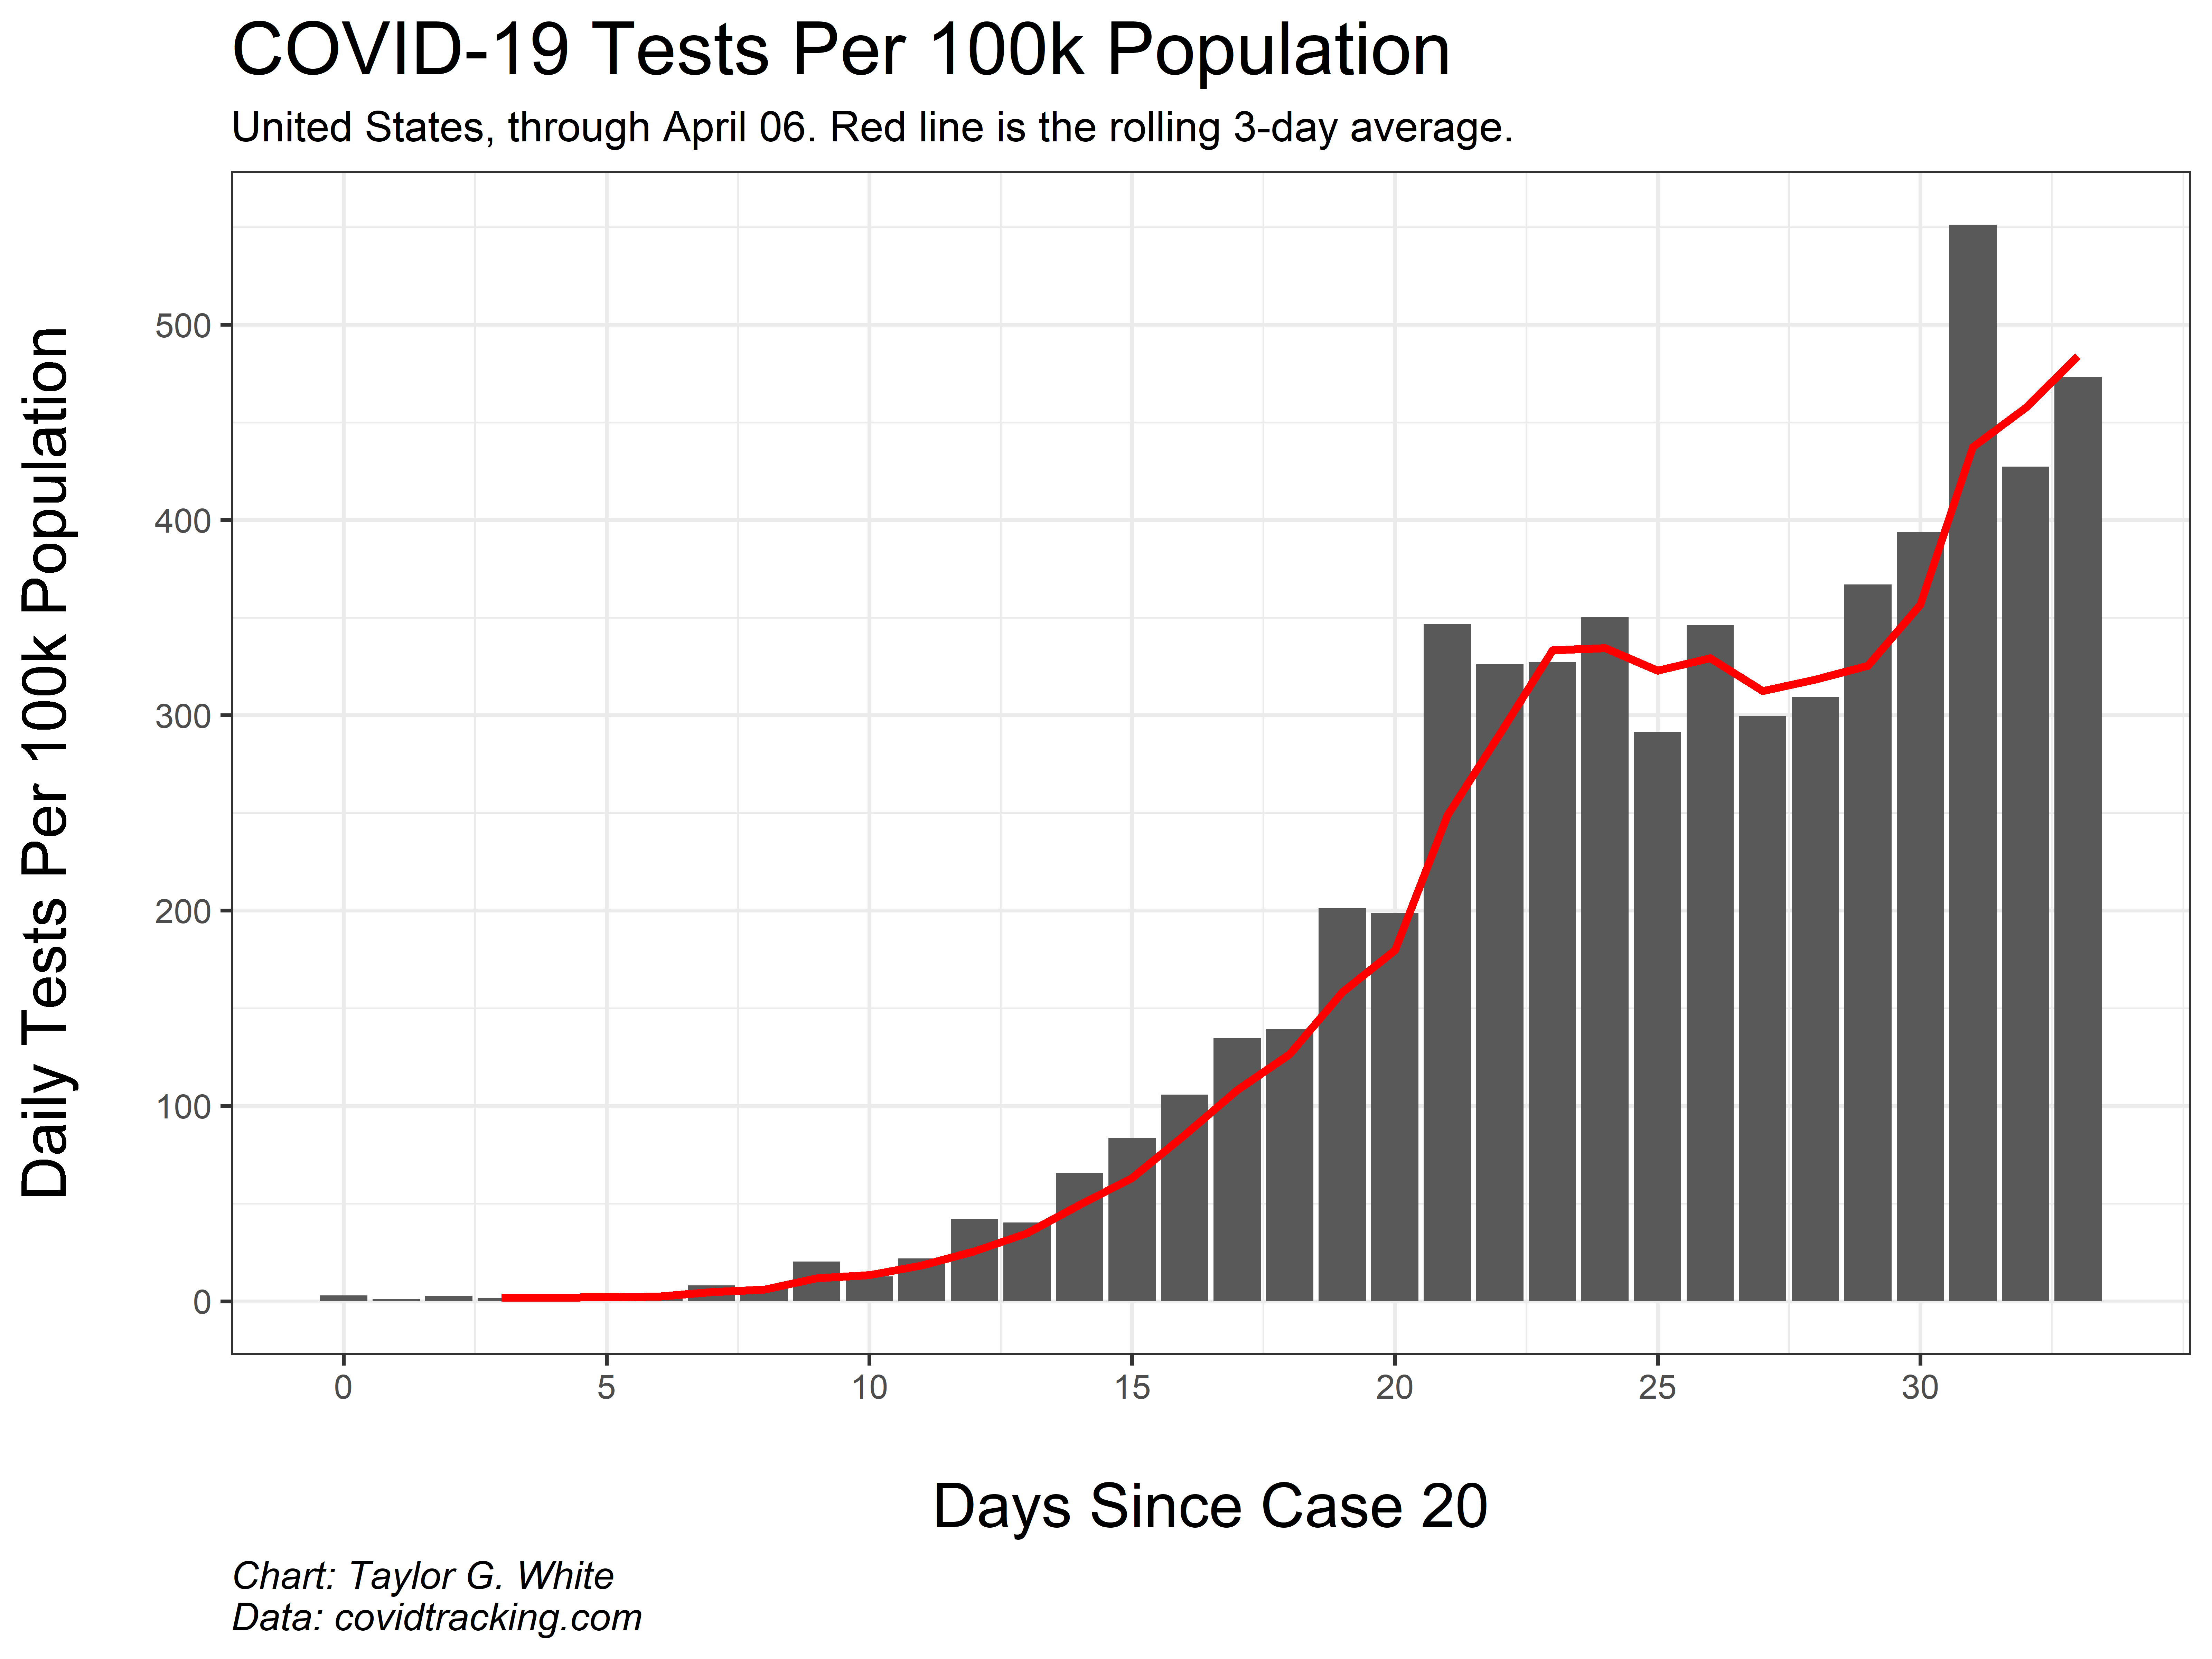 COVID-19 Tests Per 100k Population
United States, through April 06. Red line is the rolling 3-day average.
Daily Tests Per 100k Population
500
400
300
200
100
0
0 5 10 15 20 25 30
Days Since Case 20
Chart: Taylor G. White
Data: covidtracking.com